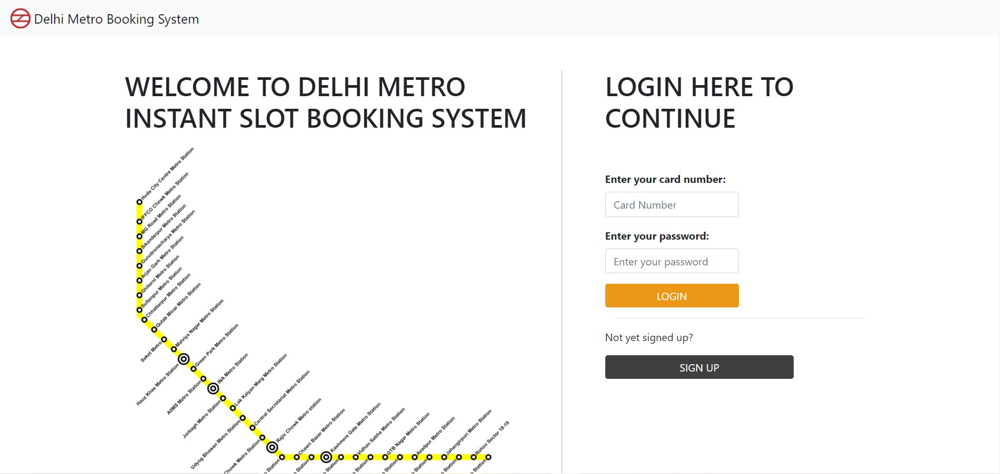 Delhi Metro Booking System
WELCOME TO DELHI METRO
INSTANT SLOT BOOKING SYSTEM
Huda City Centre Metro Station
IFFCO Chowk Metro Station
MG Road Metro Station
Sikanderpur Metro Station
Gurudronacharya Metro Station
Arjan Garh Metro Station
Ghitorni Metro Station
Sultanpur Metro Station
Chhattarpur Metro Station
Qutab Minar Metro Station
Saket Metro
Malviya Nagar Metro Station
Hauz Khas Metro Station
Green Park Metro Station
AIIMS Metro Station
INA Metro Station
Jorbagh Metro Station
Lok Kalyan Marg Metro Station
Udyog Bhawan Metro Station
Central Secretariat Metro Station
Chowk Metro Station
Rajiv Chowk Metro station
Station
Chawri Bazar Metro Station
Station
Kashmere Gate Metro Station
Station
Vidhan Sabha Metro Station
Station
GTB Nagar Metro Station
Station
Azadpur Metro Station
Station
Jahangirpuri Metro Station
Station
Rohini Sector 18-19
Station
LOGIN HERE TO
CONTINUE
Enter your card number:
Card Number
Enter your password:
Enter your password
LOGIN
Not yet signed up?
SIGN UP